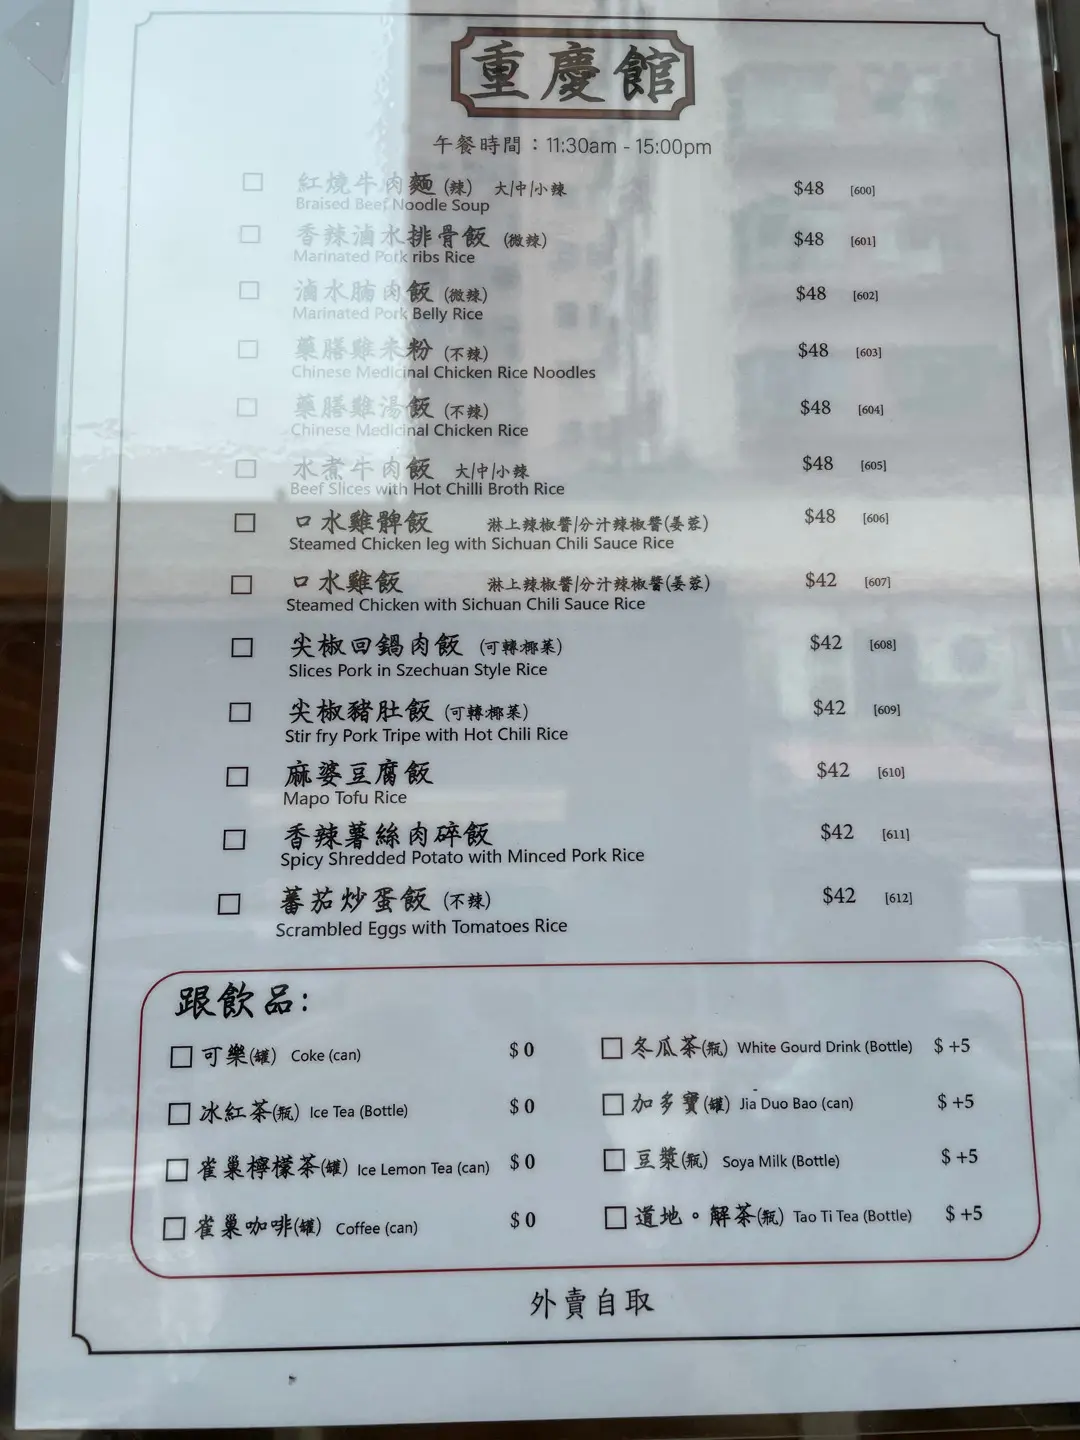 重慶館
午餐時間：11:30am - 15:00pm
紅燒牛肉麵 (辣) 大/中/小辣 $48 [600]
Braised Beef Noodle Soup
香辣滷水排骨飯 (微辣) $48 [601]
Marinated Pork ribs Rice
滷水腩肉飯 (微辣) $48 [602]
Marinated Pork Belly Rice
藥膳雞米粉 (不辣) $48 [603]
Chinese Medicinal Chicken Rice Noodles
藥膳雞湯飯 (不辣) $48 [604]
Chinese Medicinal Chicken Rice
水煮牛肉飯 大/中/小辣 $48 [605]
Beef Slices with Hot Chilli Broth Rice
口水雞髀飯 淋上辣椒醬/分汁辣椒醬(姜蓉) $48 [606]
Steamed Chicken leg with Sichuan Chili Sauce Rice
口水雞飯 淋上辣椒醬/分汁辣椒醬(姜蓉) $42 [607]
Steamed Chicken with Sichuan Chili Sauce Rice
尖椒回鍋肉飯 (可轉椰菜) $42 [608]
Slices Pork in Szechuan Style Rice
尖椒豬肚飯 (可轉椰菜) $42 [609]
Stir fry Pork Tripe with Hot Chili Rice
麻婆豆腐飯 $42 [610]
Mapo Tofu Rice
香辣薯絲肉碎飯 $42 [611]
Spicy Shredded Potato with Minced Pork Rice
蕃茄炒蛋飯 (不辣) $42 [612]
Scrambled Eggs with Tomatoes Rice
跟飲品:
可樂(罐) Coke (can) $ 0
冬瓜茶(瓶) White Gourd Drink (Bottle) $ +5
冰紅茶(瓶) Ice Tea (Bottle) $ 0
加多寶(罐) Jia Duo Bao (can) $ +5
雀巢檸檬茶(罐) Ice Lemon Tea (can) $ 0
豆漿(瓶) Soya Milk (Bottle) $ +5
雀巢咖啡(罐) Coffee (can) $ 0
道地。解茶(瓶) Tao Ti Tea (Bottle) $ +5
外賣自取